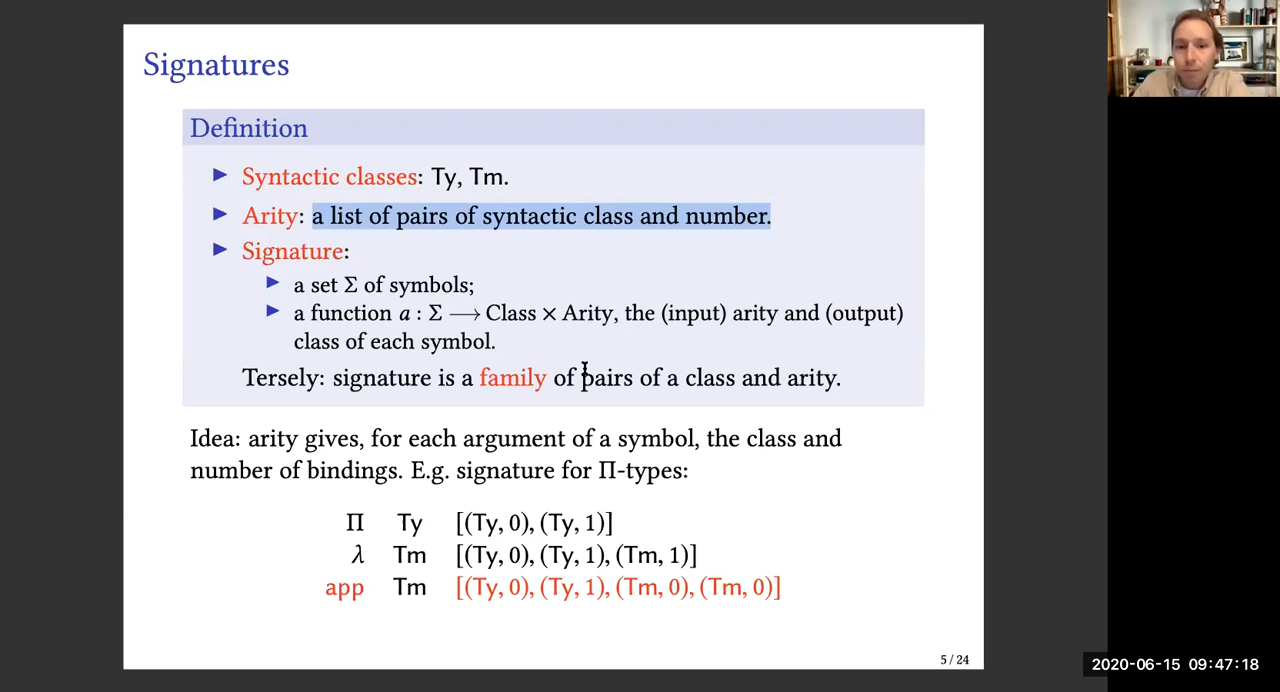 Signatures
Definition
▶ Syntactic classes: Ty, Tm.
▶ Arity: a list of pairs of syntactic class and number.
▶ Signature:
▶ a set Σ of symbols;
▶ a function a : Σ ⟶ Class × Arity, the (input) arity and (output)
class of each symbol.
Tersely: signature is a family of pairs of a class and arity.
Idea: arity gives, for each argument of a symbol, the class and
number of bindings. E.g. signature for Π-types:
Π Ty [(Ty, 0), (Ty, 1)]
λ Tm [(Ty, 0), (Ty, 1), (Tm, 1)]
app Tm [(Ty, 0), (Ty, 1), (Tm, 0), (Tm, 0)]
5 / 24
2020-06-15 09:47:18